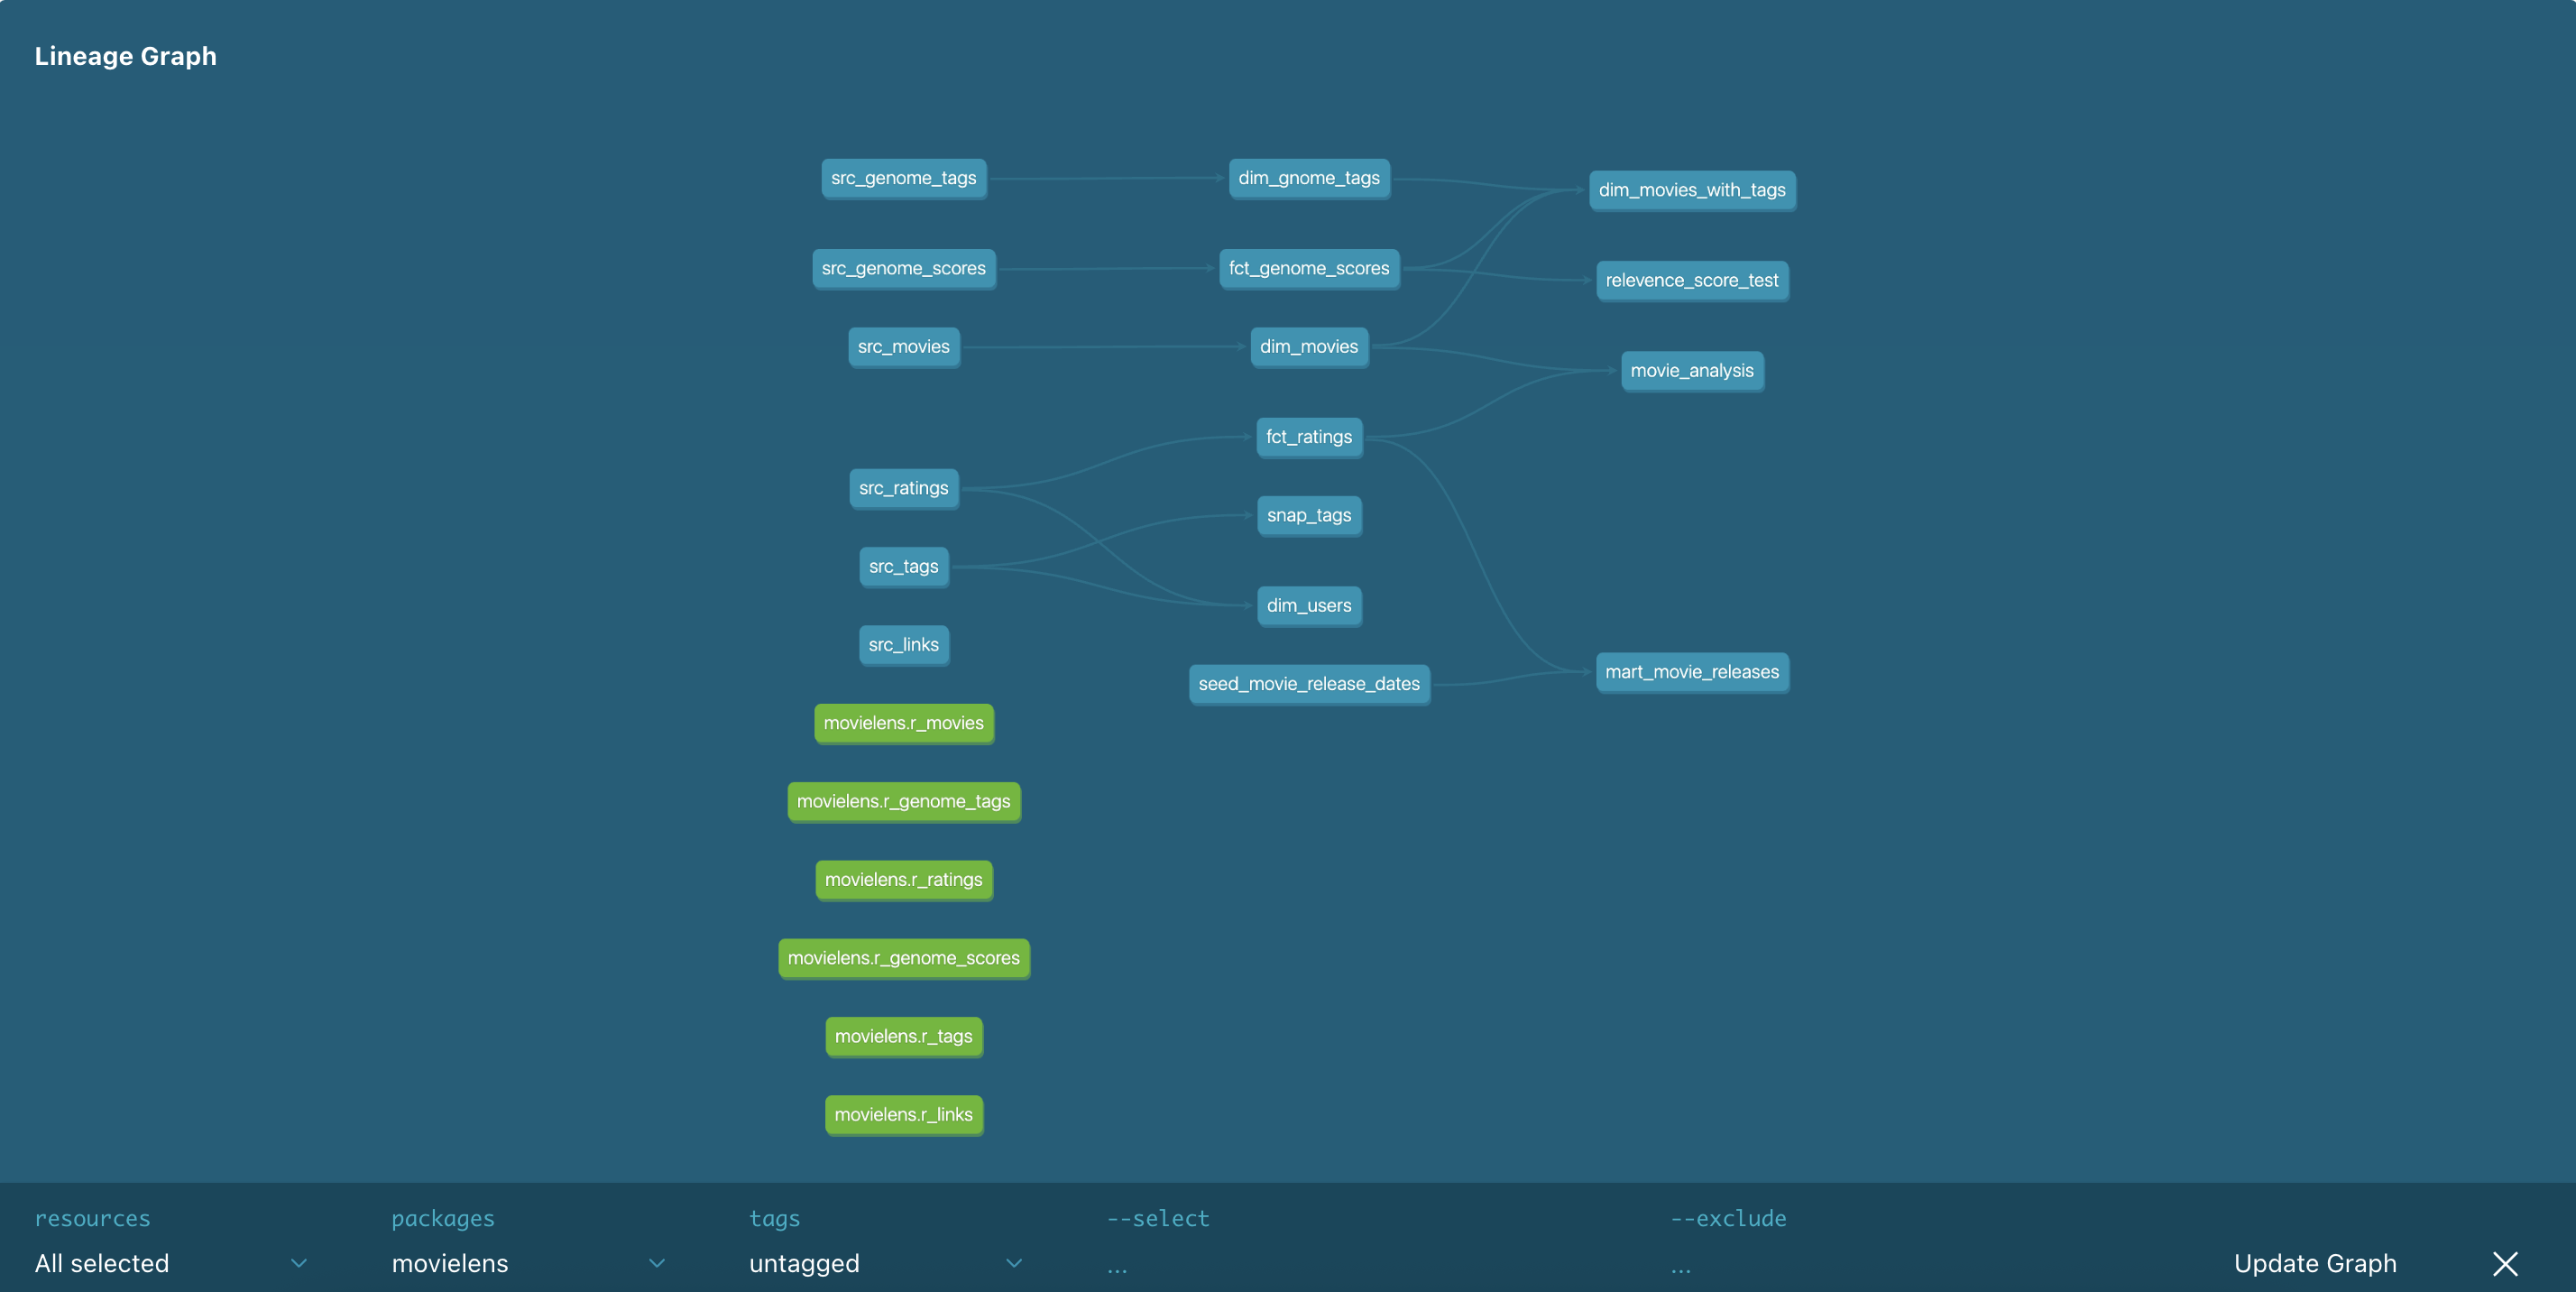 Lineage Graph
src_genome_tags
dim_gnome_tags
dim_movies_with_tags
src_genome_scores
fct_genome_scores
relevence_score_test
src_movies
dim_movies
movie_analysis
fct_ratings
src_ratings
snap_tags
src_tags
dim_users
src_links
seed_movie_release_dates
mart_movie_releases
movielens.r_movies
movielens.r_genome_tags
movielens.r_ratings
movielens.r_genome_scores
movielens.r_tags
movielens.r_links
resources
packages
tags
--select
--exclude
All selected
movielens
untagged
...
...
Update Graph